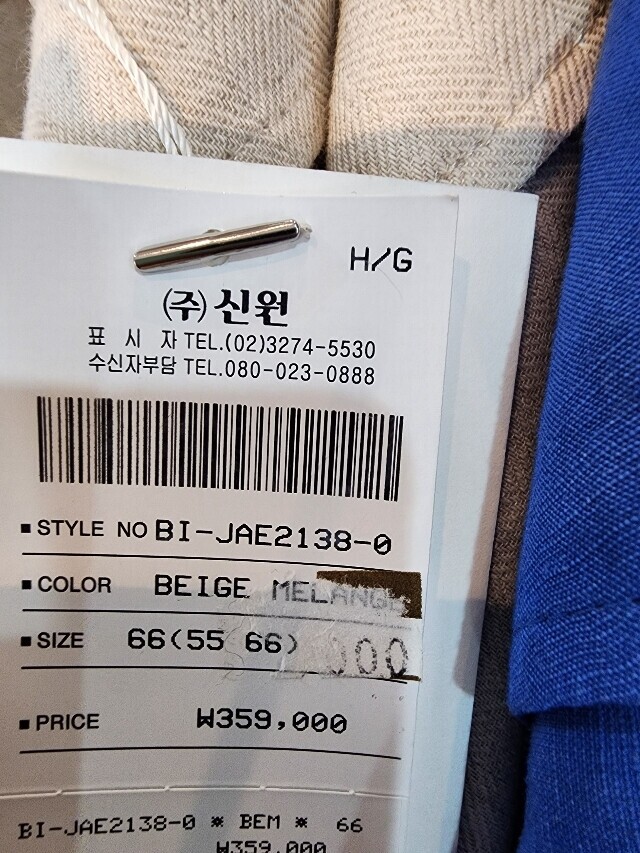 H/G
(주)신원
표 시 자 TEL.(02)3274-5530
수신자부담 TEL.080-023-0888
■ STYLE NO BI-JAE2138-0
■ COLOR BEIGE MELANGE
■ SIZE 66(55 66)
000
■ PRICE ₩359,000
BI-JAE2138-0 * BEM * 66
₩359,000